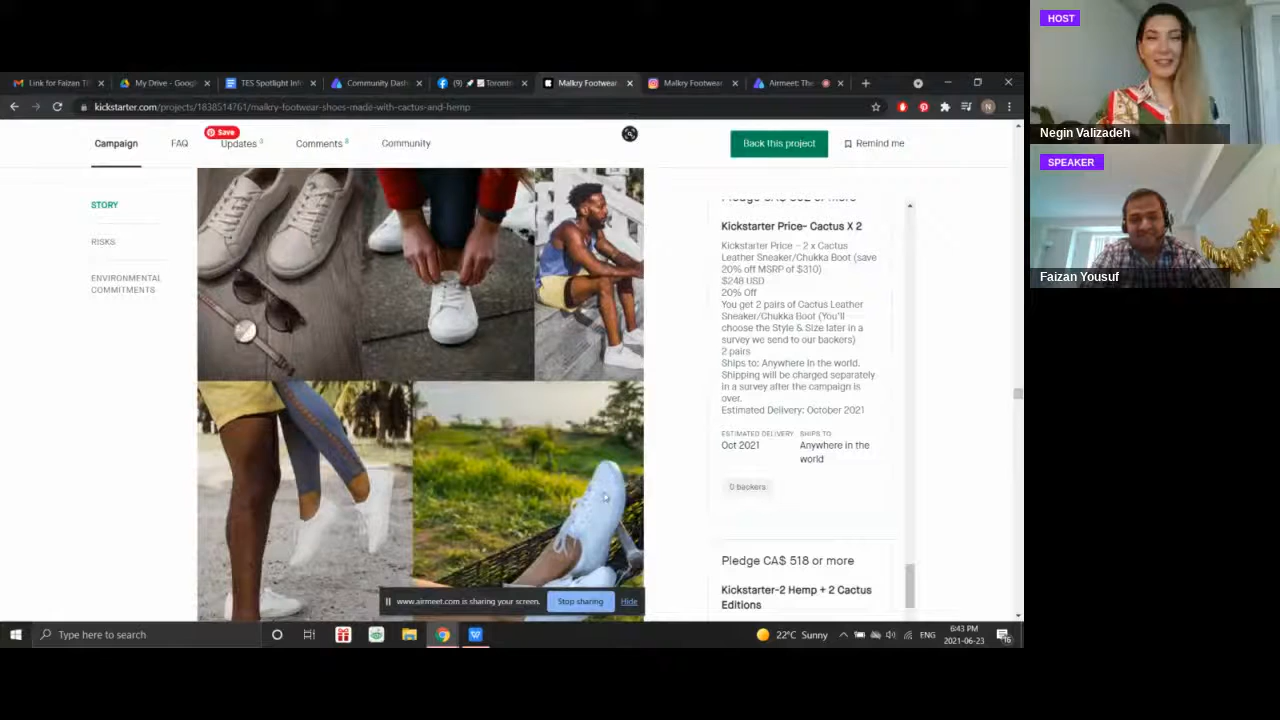 HOST
Negin Valizadeh
SPEAKER
Faizan Yousuf
Link for Faizan T
My Drive - Goog
TES Spotlight Inf
Community Dash
(9) Toronto
Malkry Footwear
Malkry Footwear
Airmeet: The
kickstarter.com/projects/1838514761/malkry-footwear-shoes-made-with-cactus-and-hemp
N
Save
Campaign
FAQ
Updates 3
Comments 8
Community
Back this project
Remind me
STORY
RISKS
ENVIRONMENTAL
COMMITMENTS
Kickstarter Price- Cactus X 2
Kickstarter Price – 2 x Cactus
Leather Sneaker/Chukka Boot (save
20% off MSRP of $310)
$248 USD
20% Off
You get 2 pairs of Cactus Leather
Sneaker/Chukka Boot (You'll
choose the Style & Size later in a
survey we send to our backers)
2 pairs
Ships to: Anywhere in the world.
Shipping will be charged separately
in a survey after the campaign is
over.
Estimated Delivery: October 2021
ESTIMATED DELIVERY
Oct 2021
SHIPS TO
Anywhere in the
world
0 backers
Pledge CA$ 518 or more
Kickstarter-2 Hemp + 2 Cactus
Editions
www.airmeet.com is sharing your screen.
Stop sharing
Hide
Type here to search
22°C Sunny
ENG
6:43 PM
2021-06-23